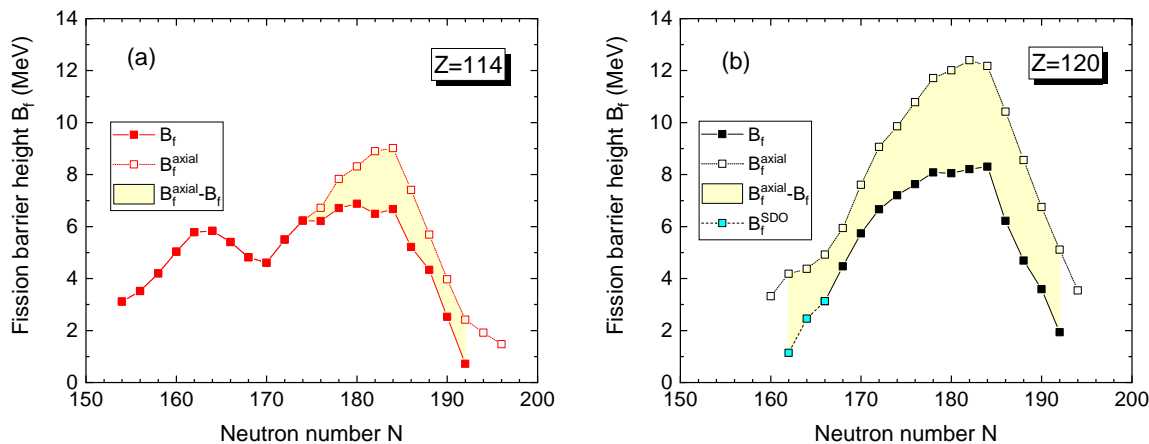 (a)
Z=114
B_f
B_f^axial
B_f^axial-B_f
Fission barrier height B_f (MeV)
0
2
4
6
8
10
12
14
150
160
170
180
190
200
Neutron number N
(b)
Z=120
B_f
B_f^axial
B_f^axial-B_f
B_f^SDO
Fission barrier height B_f (MeV)
0
2
4
6
8
10
12
14
150
160
170
180
190
200
Neutron number N